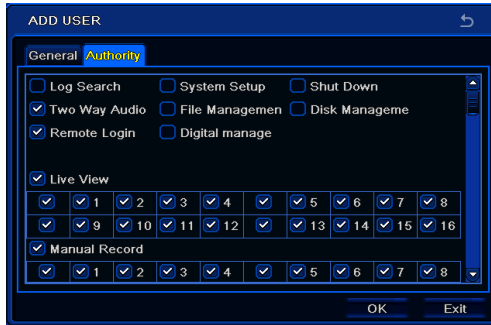 ADD USER
General Authority
Log Search System Setup Shut Down
Two Way Audio File Managemen Disk Manageme
Remote Login Digital manage
Live View
1 2 3 4 5 6 7 8
9 10 11 12 13 14 15 16
Manual Record
1 2 3 4 5 6 7 8
OK Exit